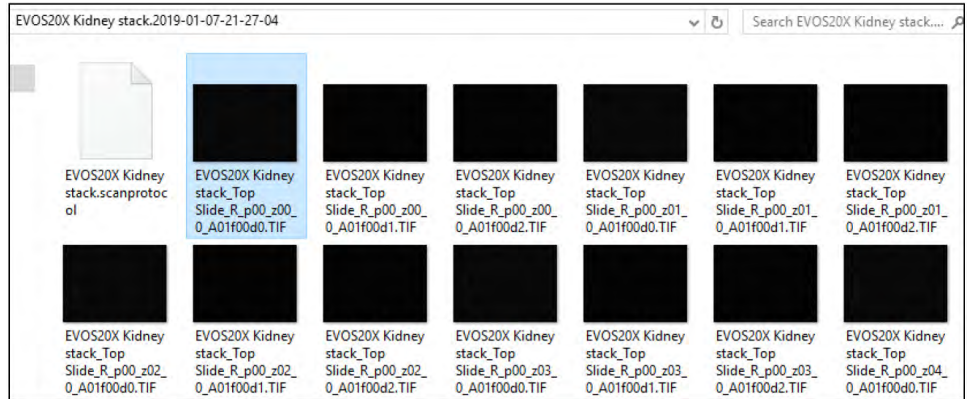 EVOS20X Kidney stack.2019-01-07-21-27-04
Search EVOS20X Kidney stack....
EVOS20X Kidney
stack.scanprotoc
ol
EVOS20X Kidney
stack_Top
Slide_R_p00_z00_
0_A01f00d0.TIF
EVOS20X Kidney
stack_Top
Slide_R_p00_z00_
0_A01f00d1.TIF
EVOS20X Kidney
stack_Top
Slide_R_p00_z00_
0_A01f00d2.TIF
EVOS20X Kidney
stack_Top
Slide_R_p00_z01_
0_A01f00d0.TIF
EVOS20X Kidney
stack_Top
Slide_R_p00_z01_
0_A01f00d1.TIF
EVOS20X Kidney
stack_Top
Slide_R_p00_z01_
0_A01f00d2.TIF
EVOS20X Kidney
stack_Top
Slide_R_p00_z02_
0_A01f00d0.TIF
EVOS20X Kidney
stack_Top
Slide_R_p00_z02_
0_A01f00d1.TIF
EVOS20X Kidney
stack_Top
Slide_R_p00_z02_
0_A01f00d2.TIF
EVOS20X Kidney
stack_Top
Slide_R_p00_z03_
0_A01f00d0.TIF
EVOS20X Kidney
stack_Top
Slide_R_p00_z03_
0_A01f00d1.TIF
EVOS20X Kidney
stack_Top
Slide_R_p00_z03_
0_A01f00d2.TIF
EVOS20X Kidney
stack_Top
Slide_R_p00_z04_
0_A01f00d0.TIF